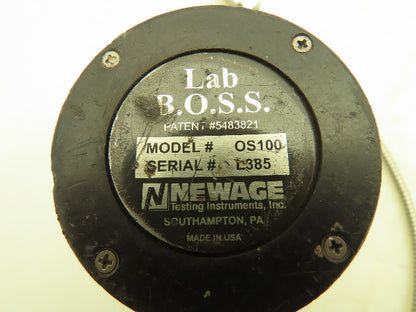 Lab
B.O.S.S.
PATENT #5483821
MODEL # OS100
SERIAL # L385
NEWAGE
Testing Instruments, Inc.
SOUTHAMPTON, PA
MADE IN USA